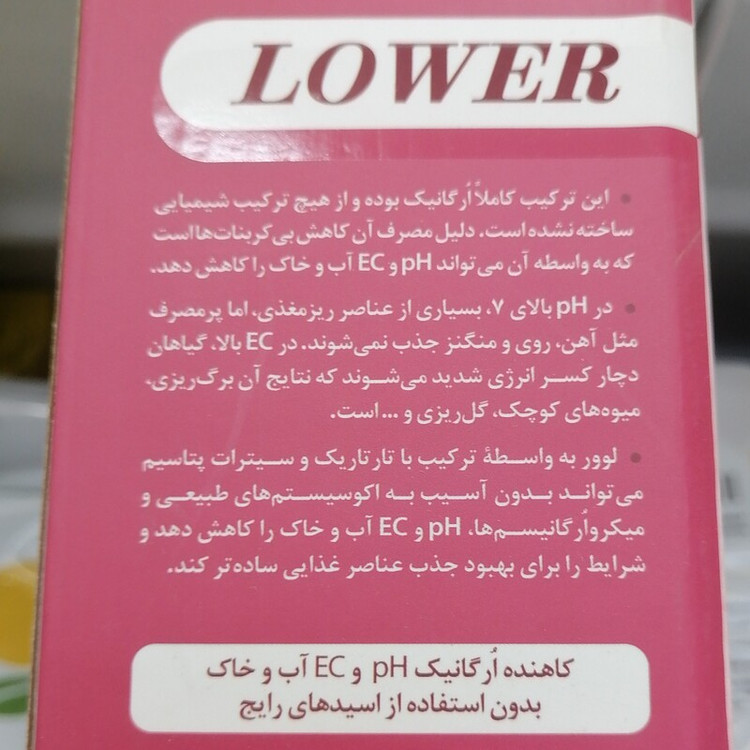 LOWER
• این ترکیب کاملاً اُرگانیک بوده و از هیچ ترکیب شیمیایی
ساخته نشده است. دلیل مصرف آن کاهش بی‌کربنات‌ها است
که به واسطه آن می‌تواند pH و EC آب و خاک را کاهش دهد.
• در pH بالای ۷، بسیاری از عناصر ریزمغذی، اما پرمصرف
مثل آهن، روی و منگنز جذب نمی‌شوند. در EC بالا، گیاهان
دچار کسر انرژی شدید می‌شوند که نتایج آن برگ‌ریزی،
میوه‌های کوچک، گل‌ریزی و ... است.
• لوور به واسطهٔ ترکیب با تارتاریک و سیترات پتاسیم
می‌تواند بدون آسیب به اکوسیستم‌های طبیعی و
میکرواُرگانیسم‌ها، pH و EC آب و خاک را کاهش دهد و
شرایط را برای بهبود جذب عناصر غذایی ساده‌تر کند.
کاهنده اُرگانیک pH و EC آب و خاک
بدون استفاده از اسیدهای رایج